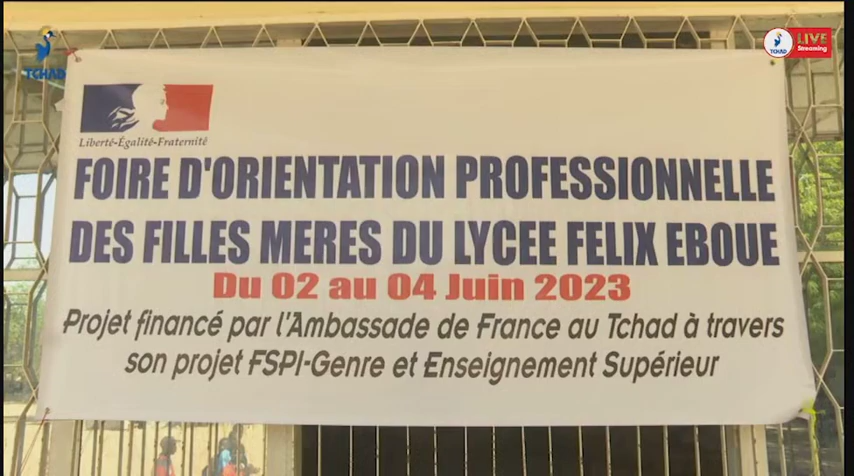 TCHAD
TCHAD
LIVE
Streaming
Liberté-Égalité-Fraternité
FOIRE D'ORIENTATION PROFESSIONNELLE
DES FILLES MERES DU LYCEE FELIX EBOUE
Du 02 au 04 Juin 2023
Projet financé par l'Ambassade de France au Tchad à travers
son projet FSPI-Genre et Enseignement Supérieur